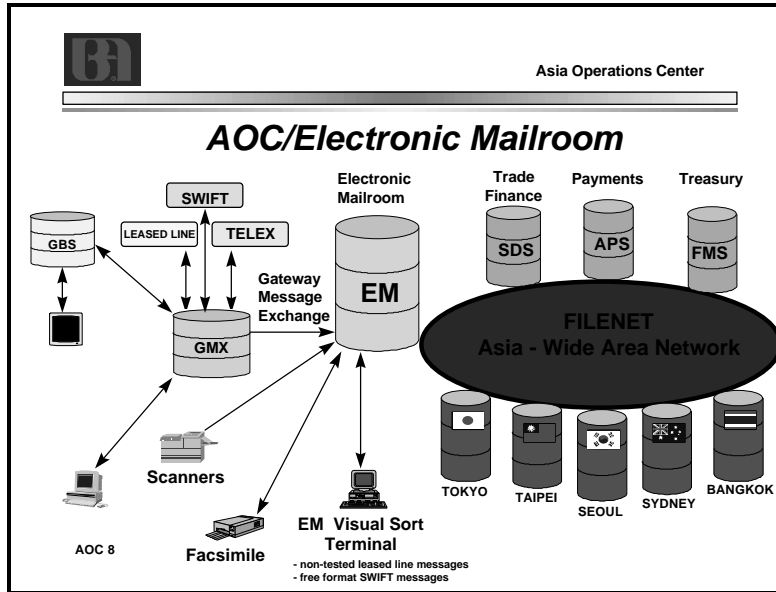 BA
Asia Operations Center
AOC/Electronic Mailroom
Electronic
Mailroom
Trade
Finance
Payments
Treasury
SWIFT
LEASED LINE
TELEX
GBS
SDS
APS
FMS
Gateway
Message
Exchange
EM
GMX
FILENET
Asia - Wide Area Network
Scanners
Facsimile
EM Visual Sort
Terminal
- non-tested leased line messages
- free format SWIFT messages
TOKYO
TAIPEI
SEOUL
SYDNEY
BANGKOK
AOC 8